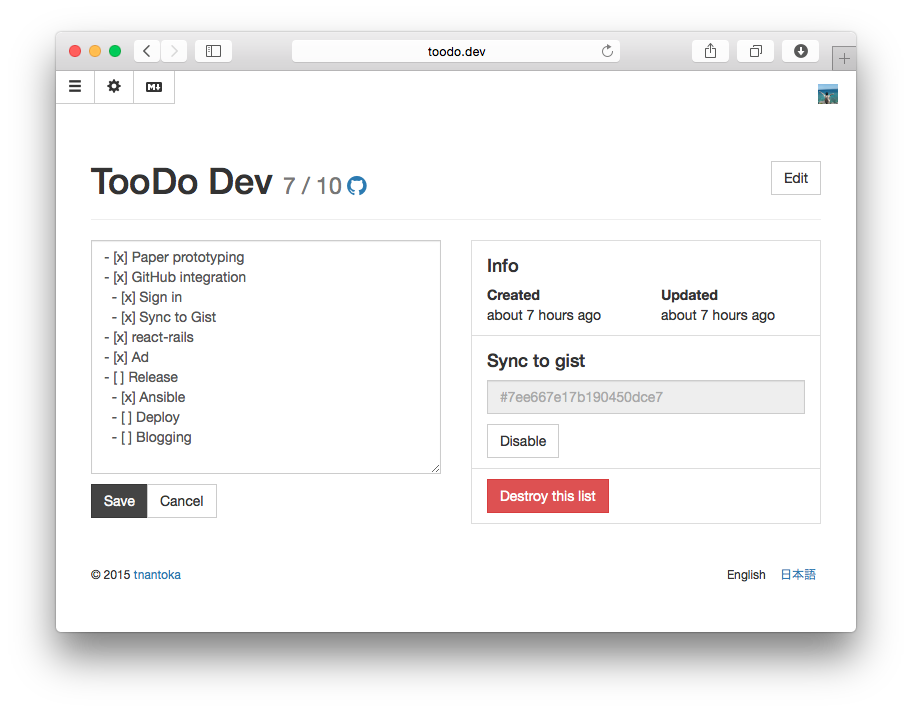 toodo.dev
TooDo Dev 7 / 10
Edit
- [x] Paper prototyping
- [x] GitHub integration
- [x] Sign in
- [x] Sync to Gist
- [x] react-rails
- [x] Ad
- [ ] Release
- [x] Ansible
- [ ] Deploy
- [ ] Blogging
Save
Cancel
Info
Created
about 7 hours ago
Updated
about 7 hours ago
Sync to gist
#7ee667e17b190450dce7
Disable
Destroy this list
© 2015 tnantoka
English
日本語